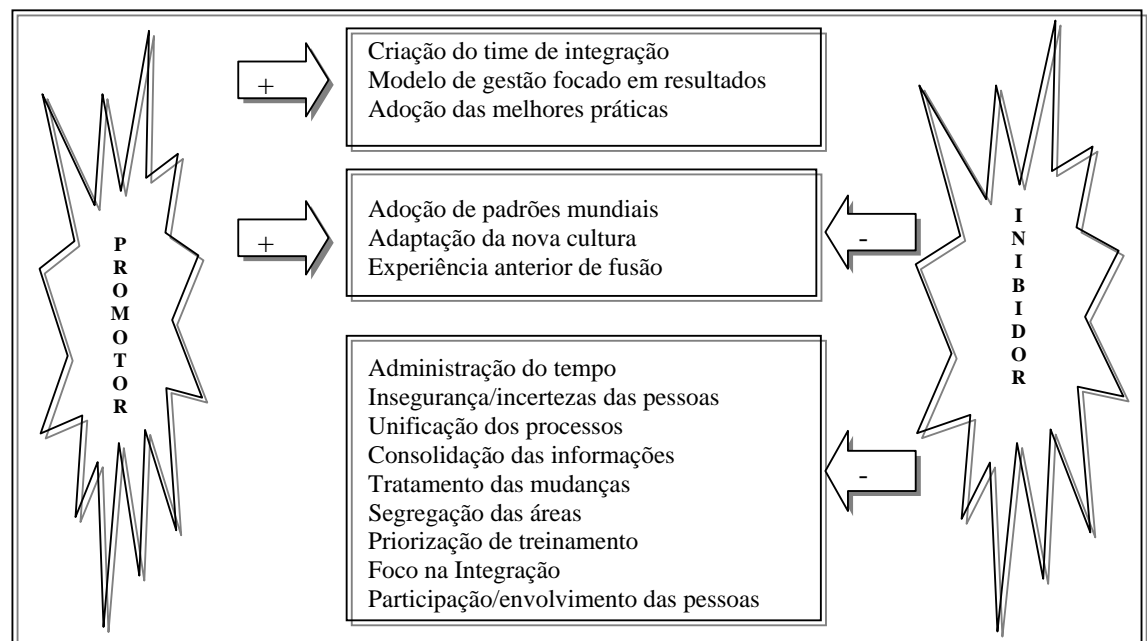 Criação do time de integração
Modelo de gestão focado em resultados
Adoção das melhores práticas
+
Adoção de padrões mundiais
Adaptação da nova cultura
Experiência anterior de fusão
+
-
PROMOTOR
INIBIDOR
Administração do tempo
Insegurança/incertezas das pessoas
Unificação dos processos
Consolidação das informações
Tratamento das mudanças
Segregação das áreas
Priorização de treinamento
Foco na Integração
Participação/envolvimento das pessoas
-